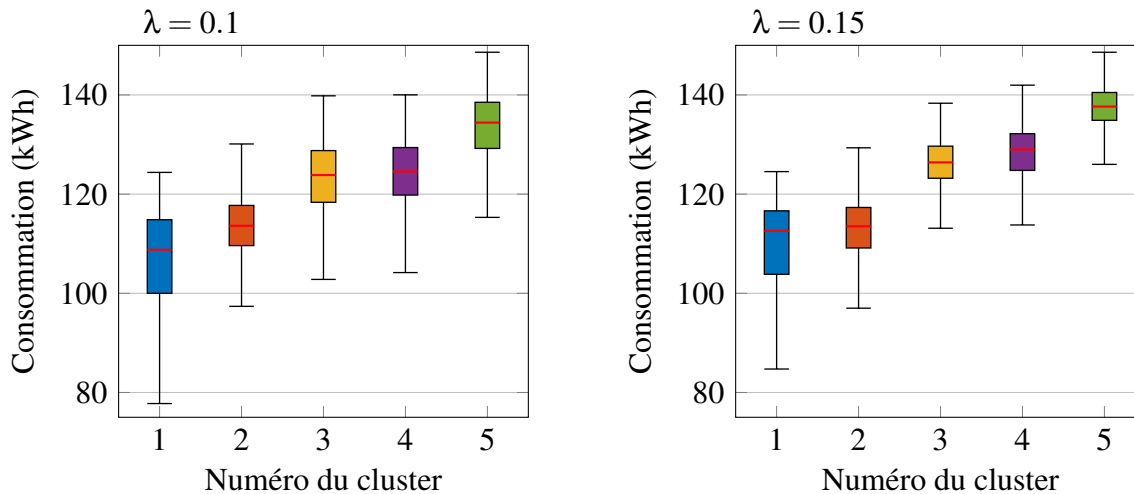 λ = 0.1
140
120
100
80
1 2 3 4 5
Numéro du cluster
Consommation (kWh)
λ = 0.15
140
120
100
80
1 2 3 4 5
Numéro du cluster
Consommation (kWh)